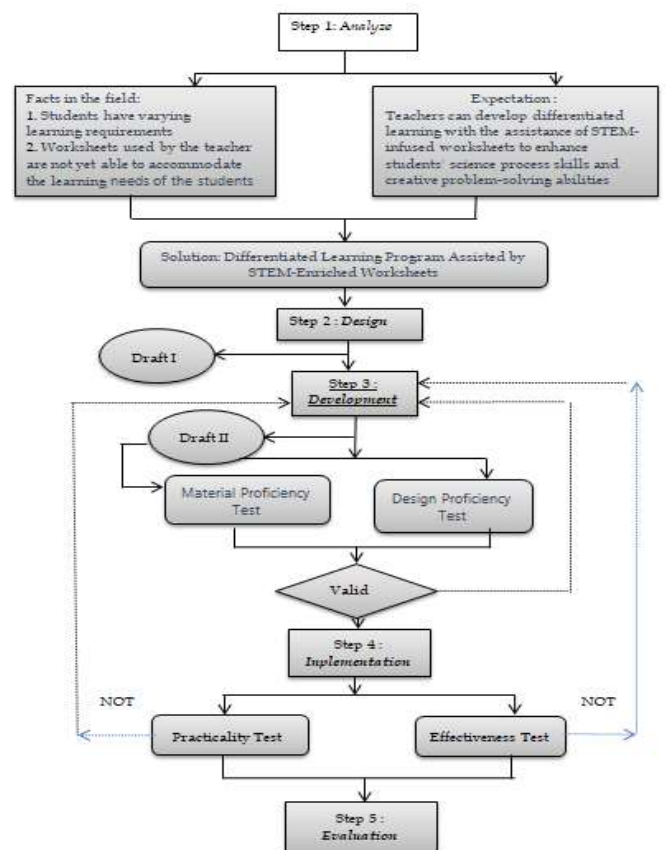 Step 1: Analyze
Facts in the field:
1. Students have varying
learning requirements
2. Worksheets used by the teacher
are not yet able to accommodate
the learning needs of the students
Expectation :
Teachers can develop differentiated
learning with the assistance of STEM-
infused worksheets to enhance
students' science process skills and
creative problem-solving abilities
Solution: Differentiated Learning Program Assisted by
STEM-Enriched Worksheets
Step 2 : Design
Draft I
Step 3 :
Development
Draft II
Material Proficiency
Test
Design Proficiency
Test
Valid
Step 4 :
Inplementation
NOT
NOT
Practicality Test
Effectiveness Test
Step 5 :
Evaluation